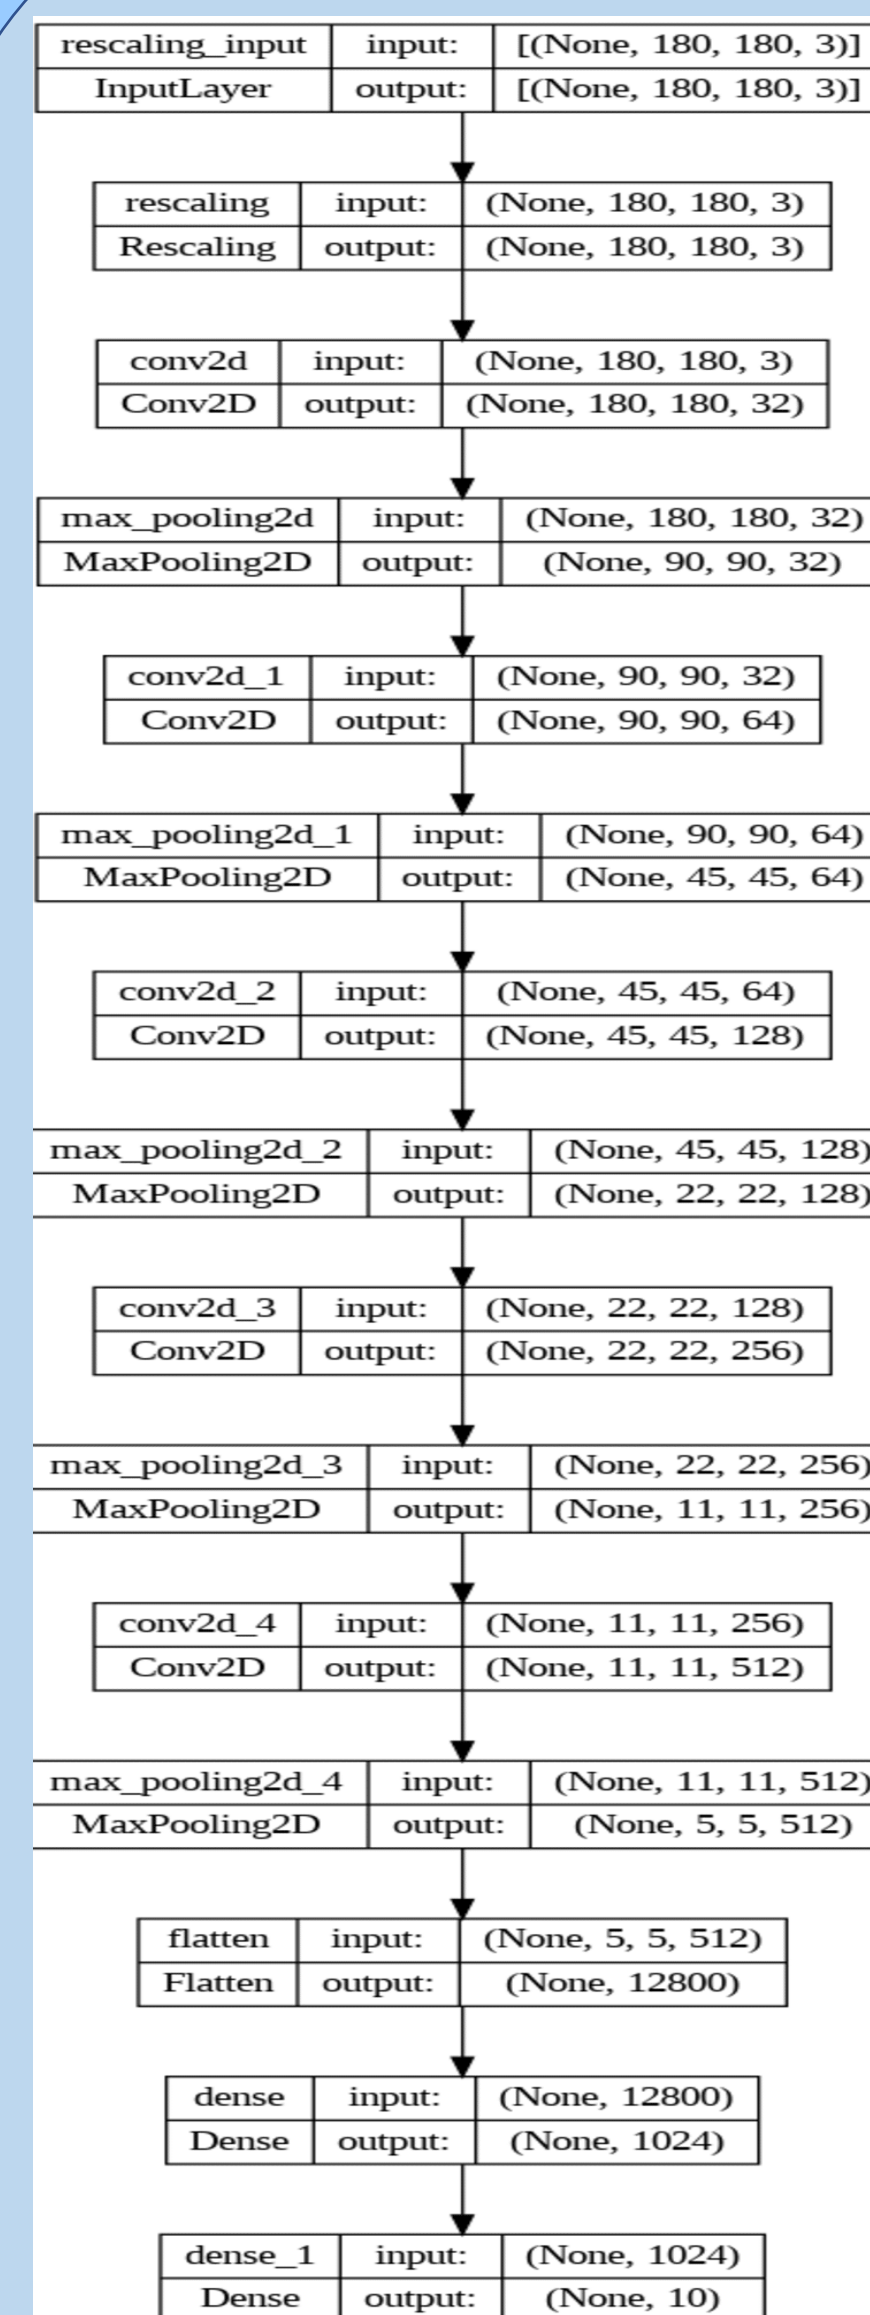 rescaling_input input: [(None, 180, 180, 3)]
InputLayer output: [(None, 180, 180, 3)]
rescaling input: (None, 180, 180, 3)
Rescaling output: (None, 180, 180, 3)
conv2d input: (None, 180, 180, 3)
Conv2D output: (None, 180, 180, 32)
max_pooling2d input: (None, 180, 180, 32)
MaxPooling2D output: (None, 90, 90, 32)
conv2d_1 input: (None, 90, 90, 32)
Conv2D output: (None, 90, 90, 64)
max_pooling2d_1 input: (None, 90, 90, 64)
MaxPooling2D output: (None, 45, 45, 64)
conv2d_2 input: (None, 45, 45, 64)
Conv2D output: (None, 45, 45, 128)
max_pooling2d_2 input: (None, 45, 45, 128)
MaxPooling2D output: (None, 22, 22, 128)
conv2d_3 input: (None, 22, 22, 128)
Conv2D output: (None, 22, 22, 256)
max_pooling2d_3 input: (None, 22, 22, 256)
MaxPooling2D output: (None, 11, 11, 256)
conv2d_4 input: (None, 11, 11, 256)
Conv2D output: (None, 11, 11, 512)
max_pooling2d_4 input: (None, 11, 11, 512)
MaxPooling2D output: (None, 5, 5, 512)
flatten input: (None, 5, 5, 512)
Flatten output: (None, 12800)
dense input: (None, 12800)
Dense output: (None, 1024)
dense_1 input: (None, 1024)
Dense output: (None, 10)